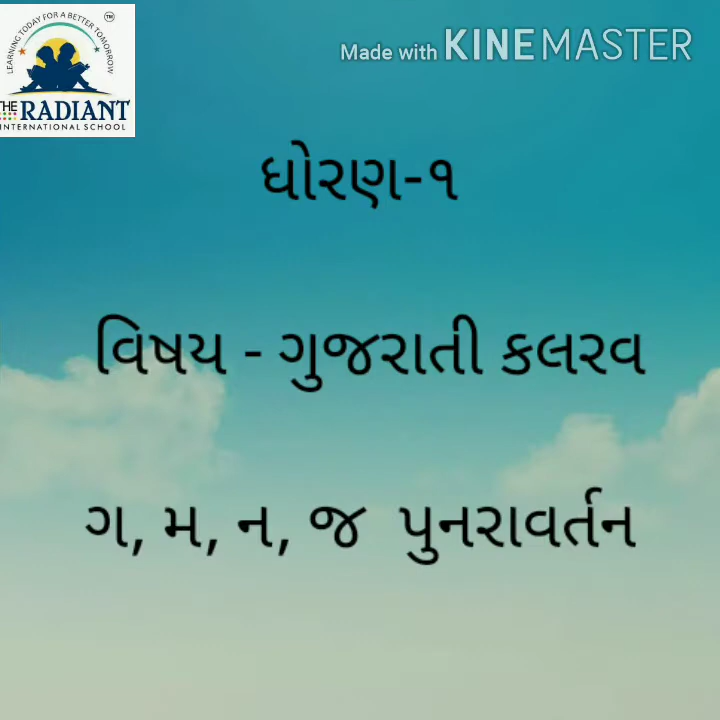 LEARNING TODAY FOR A BETTER TOMORROW
TM
THE RADIANT
INTERNATIONAL SCHOOL
Made with KINEMASTER
ધોરણ-૧
વિષય - ગુજરાતી કલરવ
ગ, મ, ન, જ પુનરાવર્તન